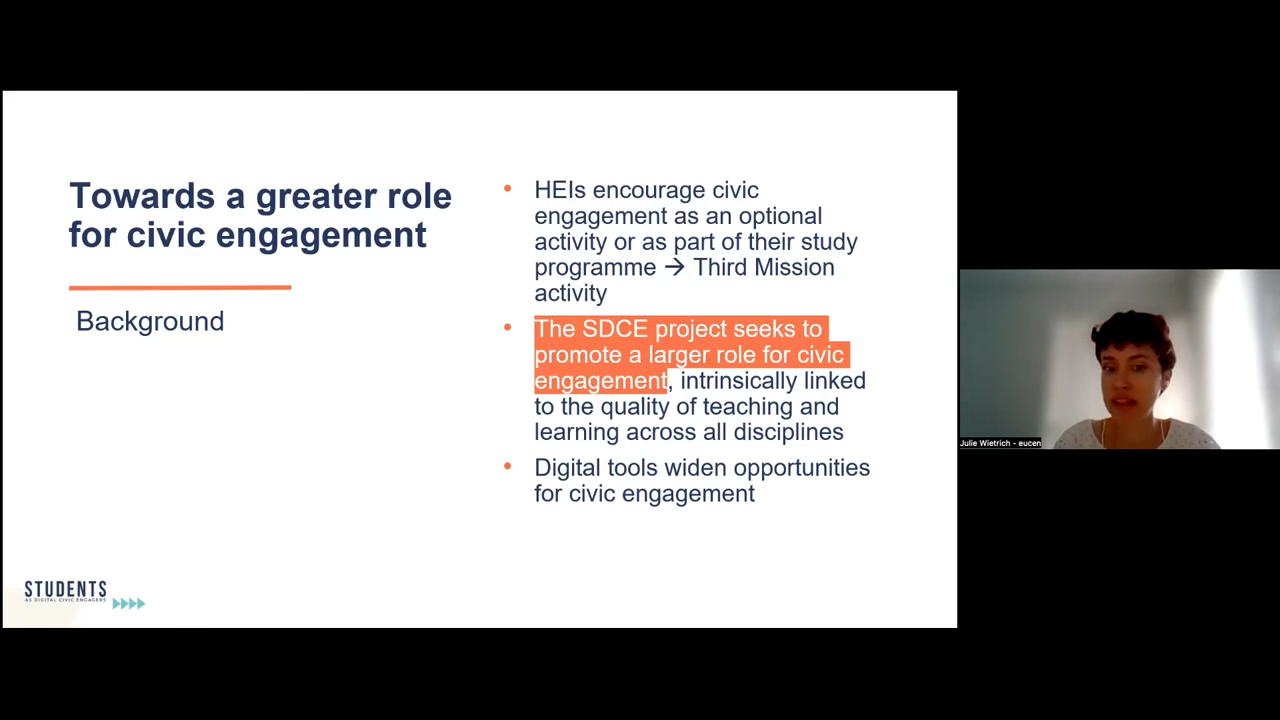 Towards a greater role
for civic engagement
Background
• HEIs encourage civic
engagement as an optional
activity or as part of their study
programme → Third Mission
activity
• The SDCE project seeks to
promote a larger role for civic
engagement, intrinsically linked
to the quality of teaching and
learning across all disciplines
• Digital tools widen opportunities
for civic engagement
STUDENTS
AS DIGITAL CIVIC ENGAGERS
Julie Wietrich - eucen